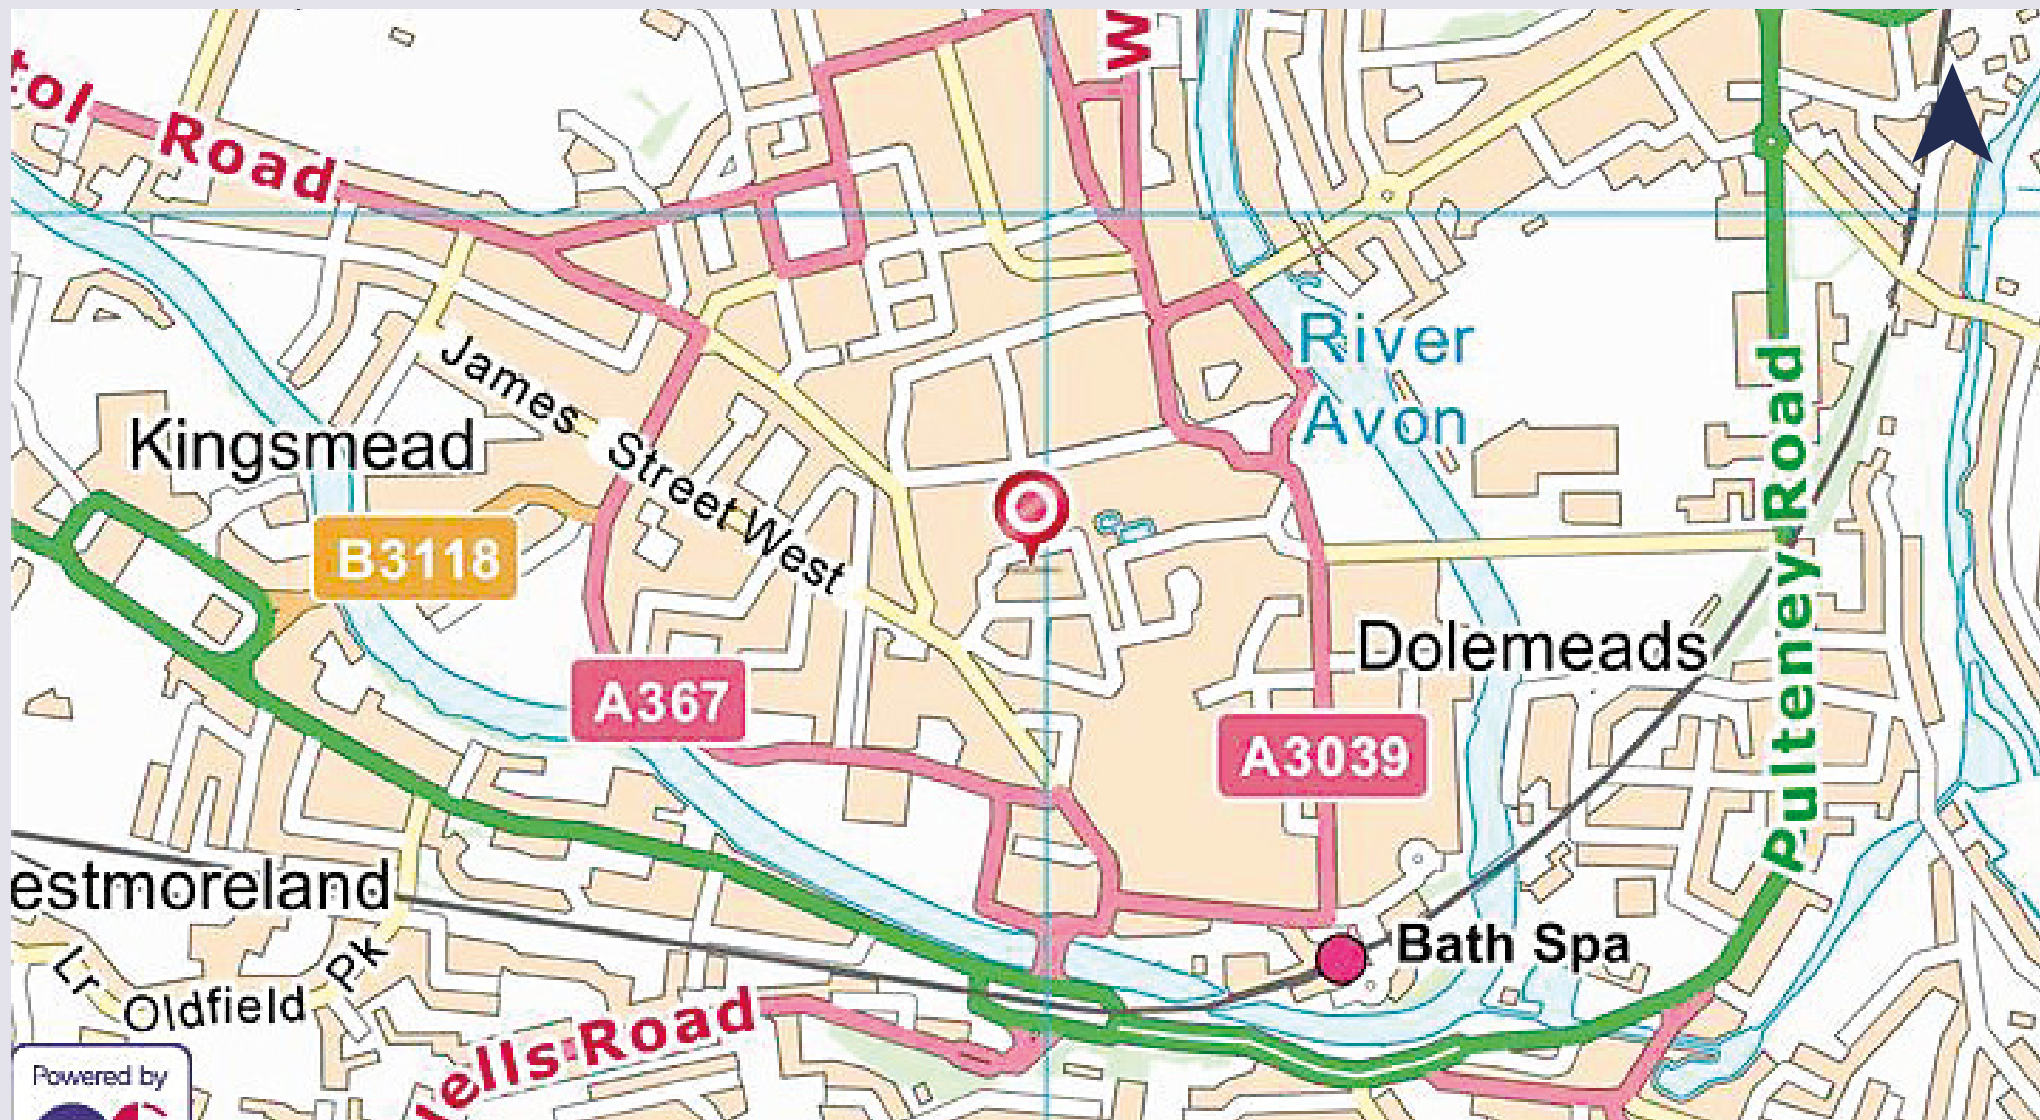 W
tol Road
River
Avon
James Street West
Kingsmead
B3118
Pulteney Road
Dolemeads
A367
A3039
estmoreland
Bath Spa
Lr Oldfield Pk
ells Road
Powered by